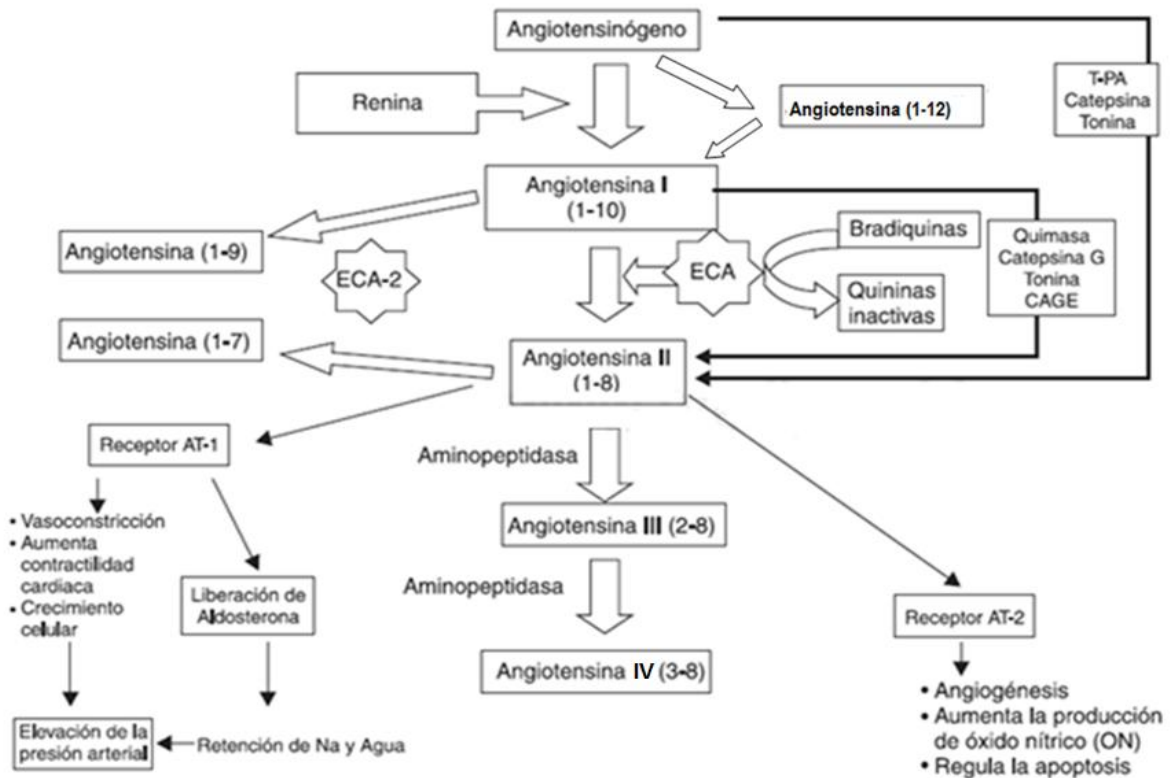 Angiotensinógeno
T-PA
Catepsina
Tonina
Renina
Angiotensina (1-12)
Angiotensina I
(1-10)
Angiotensina (1-9)
ECA-2
ECA
Bradiquinas
Quininas
inactivas
Quimasa
Catepsina G
Tonina
CAGE
Angiotensina (1-7)
Angiotensina II
(1-8)
Receptor AT-1
Aminopeptidasa
• Vasoconstricción
• Aumenta
contractilidad
cardiaca
• Crecimiento
celular
Liberación de
Aldosterona
Angiotensina III (2-8)
Aminopeptidasa
Angiotensina IV (3-8)
Receptor AT-2
Elevación de la
presión arterial
Retención de Na y Agua
• Angiogénesis
• Aumenta la producción
de óxido nítrico (ON)
• Regula la apoptosis